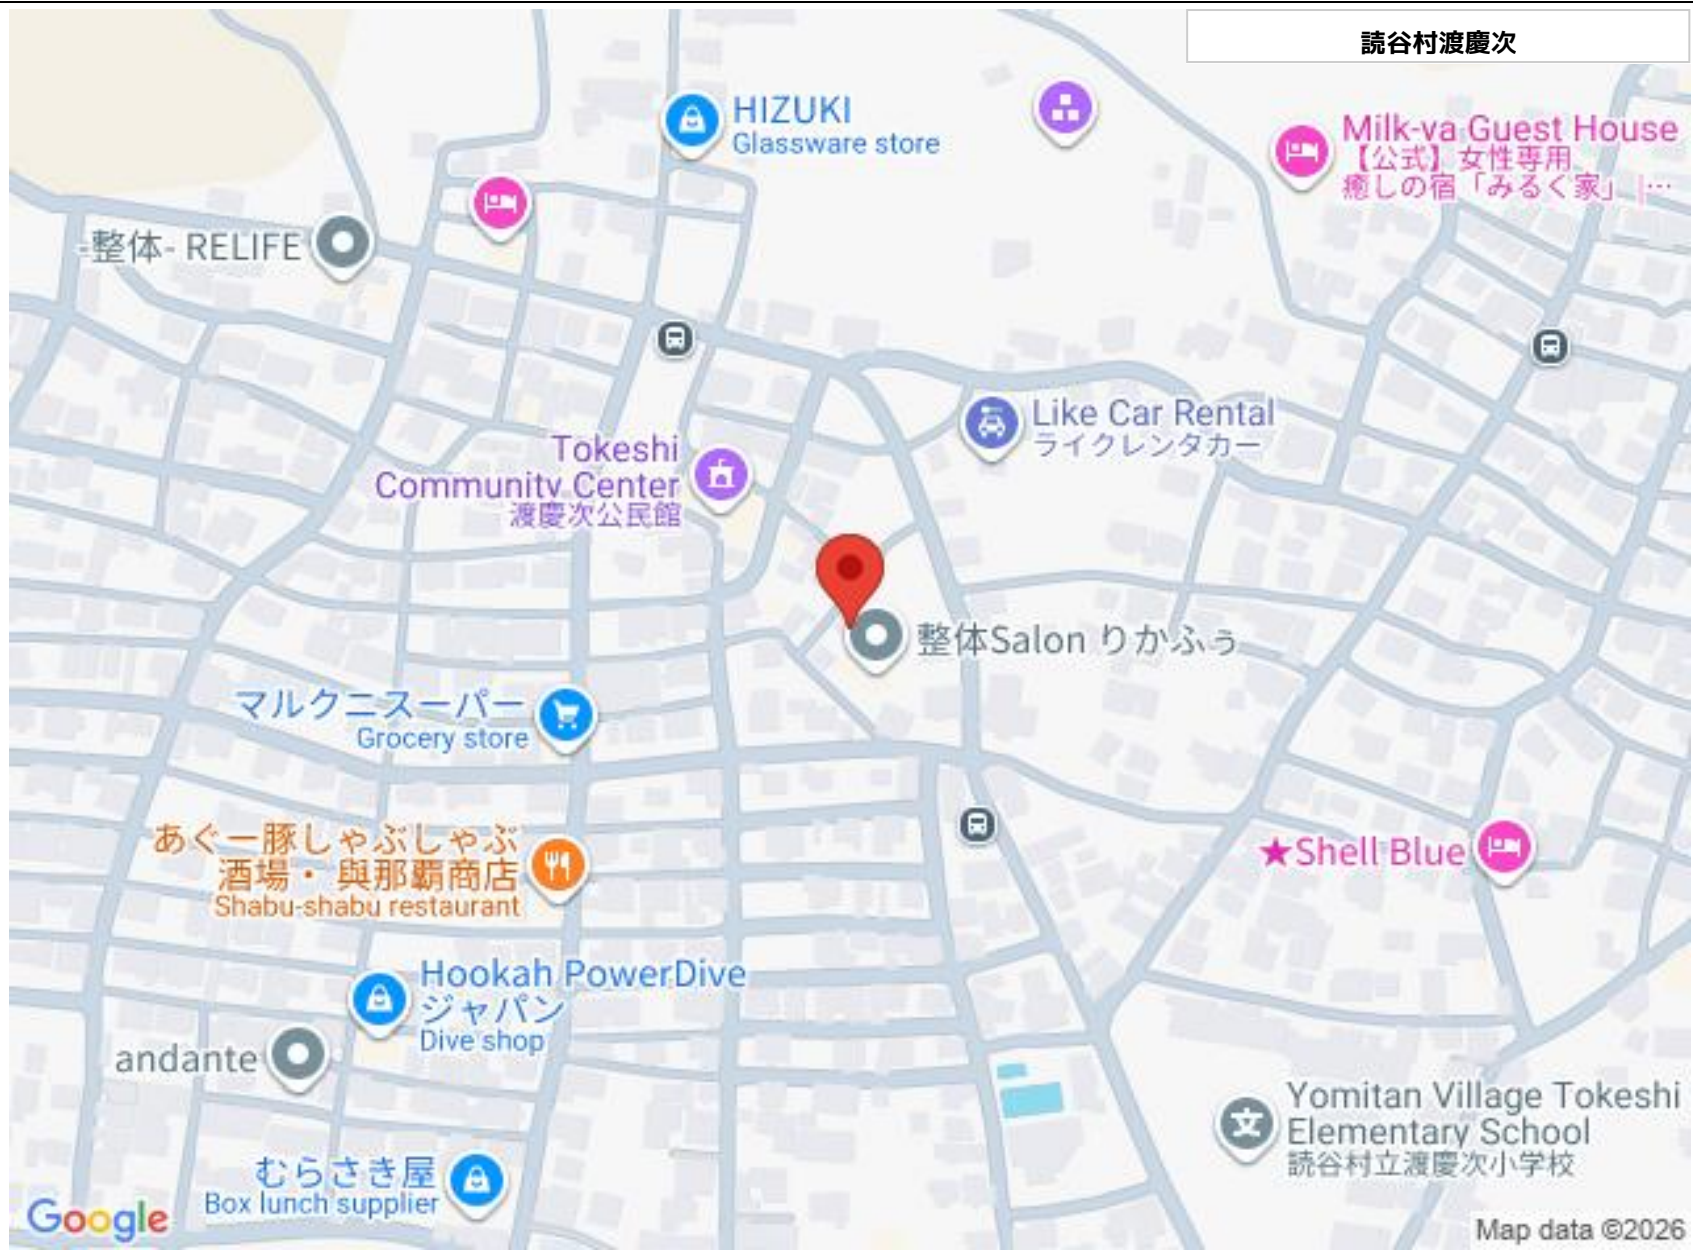 読谷村渡慶次
HIZUKI
Glassware store
Milk-va Guest House
【公式】女性専用
癒しの宿「みるく家」 |…
-整体- RELIFE
Like Car Rental
ライクレンタカー
Tokeshi
Community Center
渡慶次公民館
整体Salon りかふぅ
マルクニスーパー
Grocery store
あぐー豚しゃぶしゃぶ
酒場・ 與那覇商店
Shabu-shabu restaurant
★Shell Blue
Hookah PowerDive
ジャパン
Dive shop
andante
Yomitan Village Tokeshi
Elementary School
読谷村立渡慶次小学校
文
むらさき屋
Box lunch supplier
Google
Map data ©2026